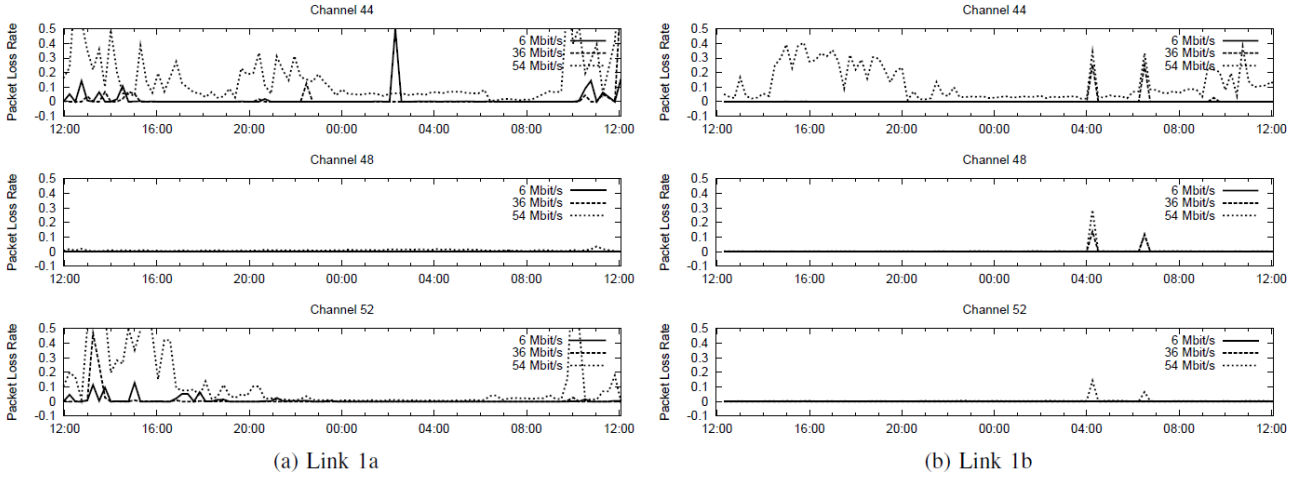 Channel 44
Packet Loss Rate
0.5
0.4
0.3
0.2
0.1
0
-0.1
6 Mbit/s
36 Mbit/s
54 Mbit/s
12:00 16:00 20:00 00:00 04:00 08:00 12:00
Channel 48
Packet Loss Rate
0.5
0.4
0.3
0.2
0.1
0
-0.1
6 Mbit/s
36 Mbit/s
54 Mbit/s
12:00 16:00 20:00 00:00 04:00 08:00 12:00
Channel 52
Packet Loss Rate
0.5
0.4
0.3
0.2
0.1
0
-0.1
6 Mbit/s
36 Mbit/s
54 Mbit/s
12:00 16:00 20:00 00:00 04:00 08:00 12:00
(a) Link 1a
Channel 44
Packet Loss Rate
0.5
0.4
0.3
0.2
0.1
0
-0.1
6 Mbit/s
36 Mbit/s
54 Mbit/s
12:00 16:00 20:00 00:00 04:00 08:00 12:00
Channel 48
Packet Loss Rate
0.5
0.4
0.3
0.2
0.1
0
-0.1
6 Mbit/s
36 Mbit/s
54 Mbit/s
12:00 16:00 20:00 00:00 04:00 08:00 12:00
Channel 52
Packet Loss Rate
0.5
0.4
0.3
0.2
0.1
0
-0.1
6 Mbit/s
36 Mbit/s
54 Mbit/s
12:00 16:00 20:00 00:00 04:00 08:00 12:00
(b) Link 1b